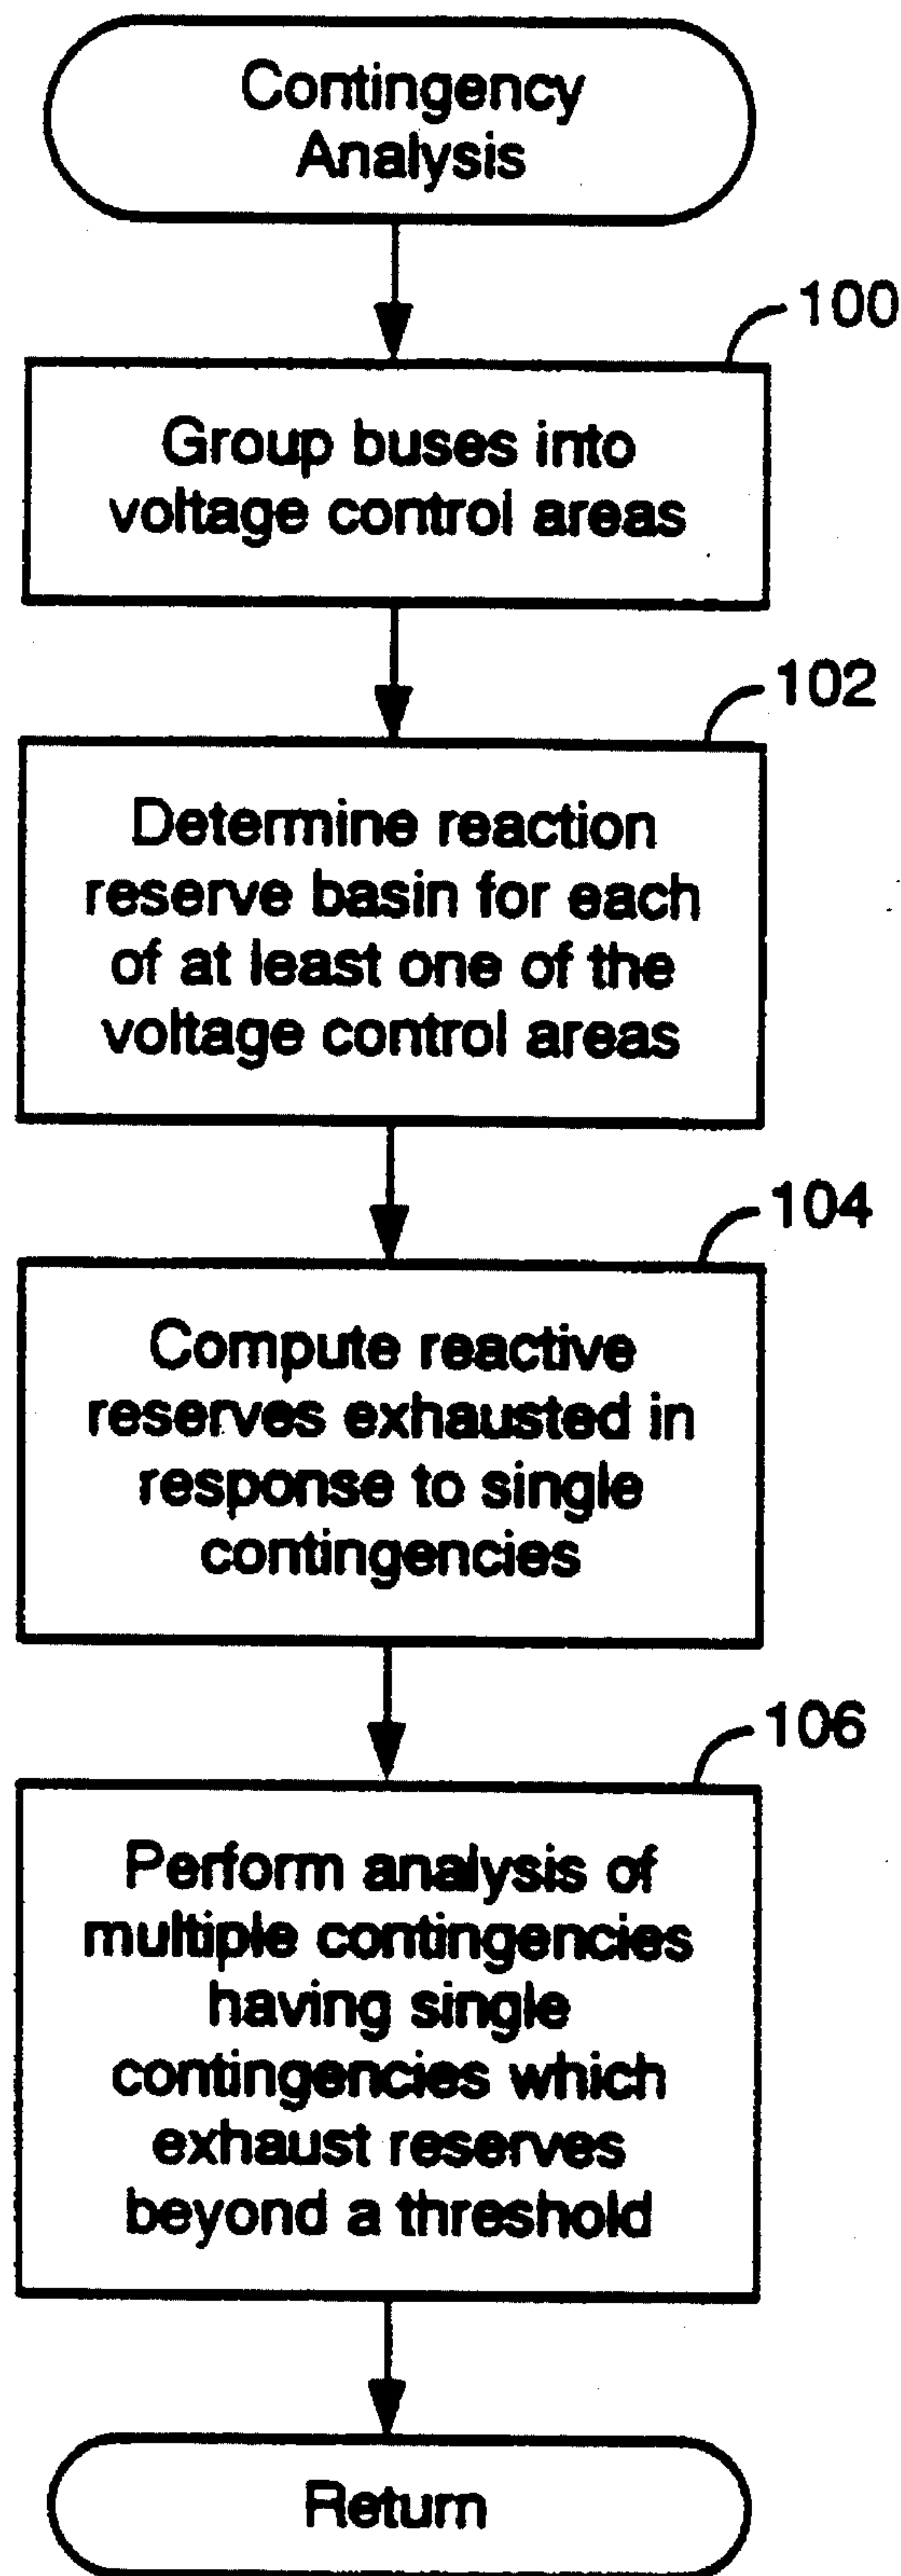 Contingency
Analysis
100
Group buses into
voltage control areas
102
Determine reaction
reserve basin for each
of at least one of the
voltage control areas
104
Compute reactive
reserves exhausted in
response to single
contingencies
106
Perform analysis of
multiple contingencies
having single
contingencies which
exhaust reserves
beyond a threshold
Return